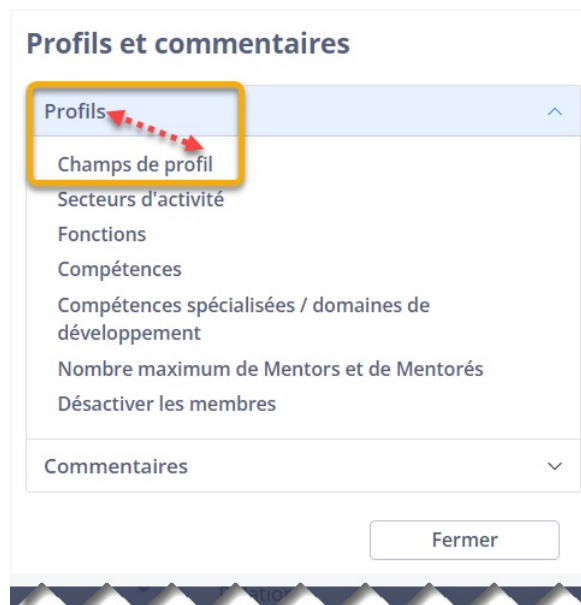 Profils et commentaires
Profils
Champs de profil
Secteurs d'activité
Fonctions
Compétences
Compétences spécialisées / domaines de
développement
Nombre maximum de Mentors et de Mentorés
Désactiver les membres
Commentaires
Fermer